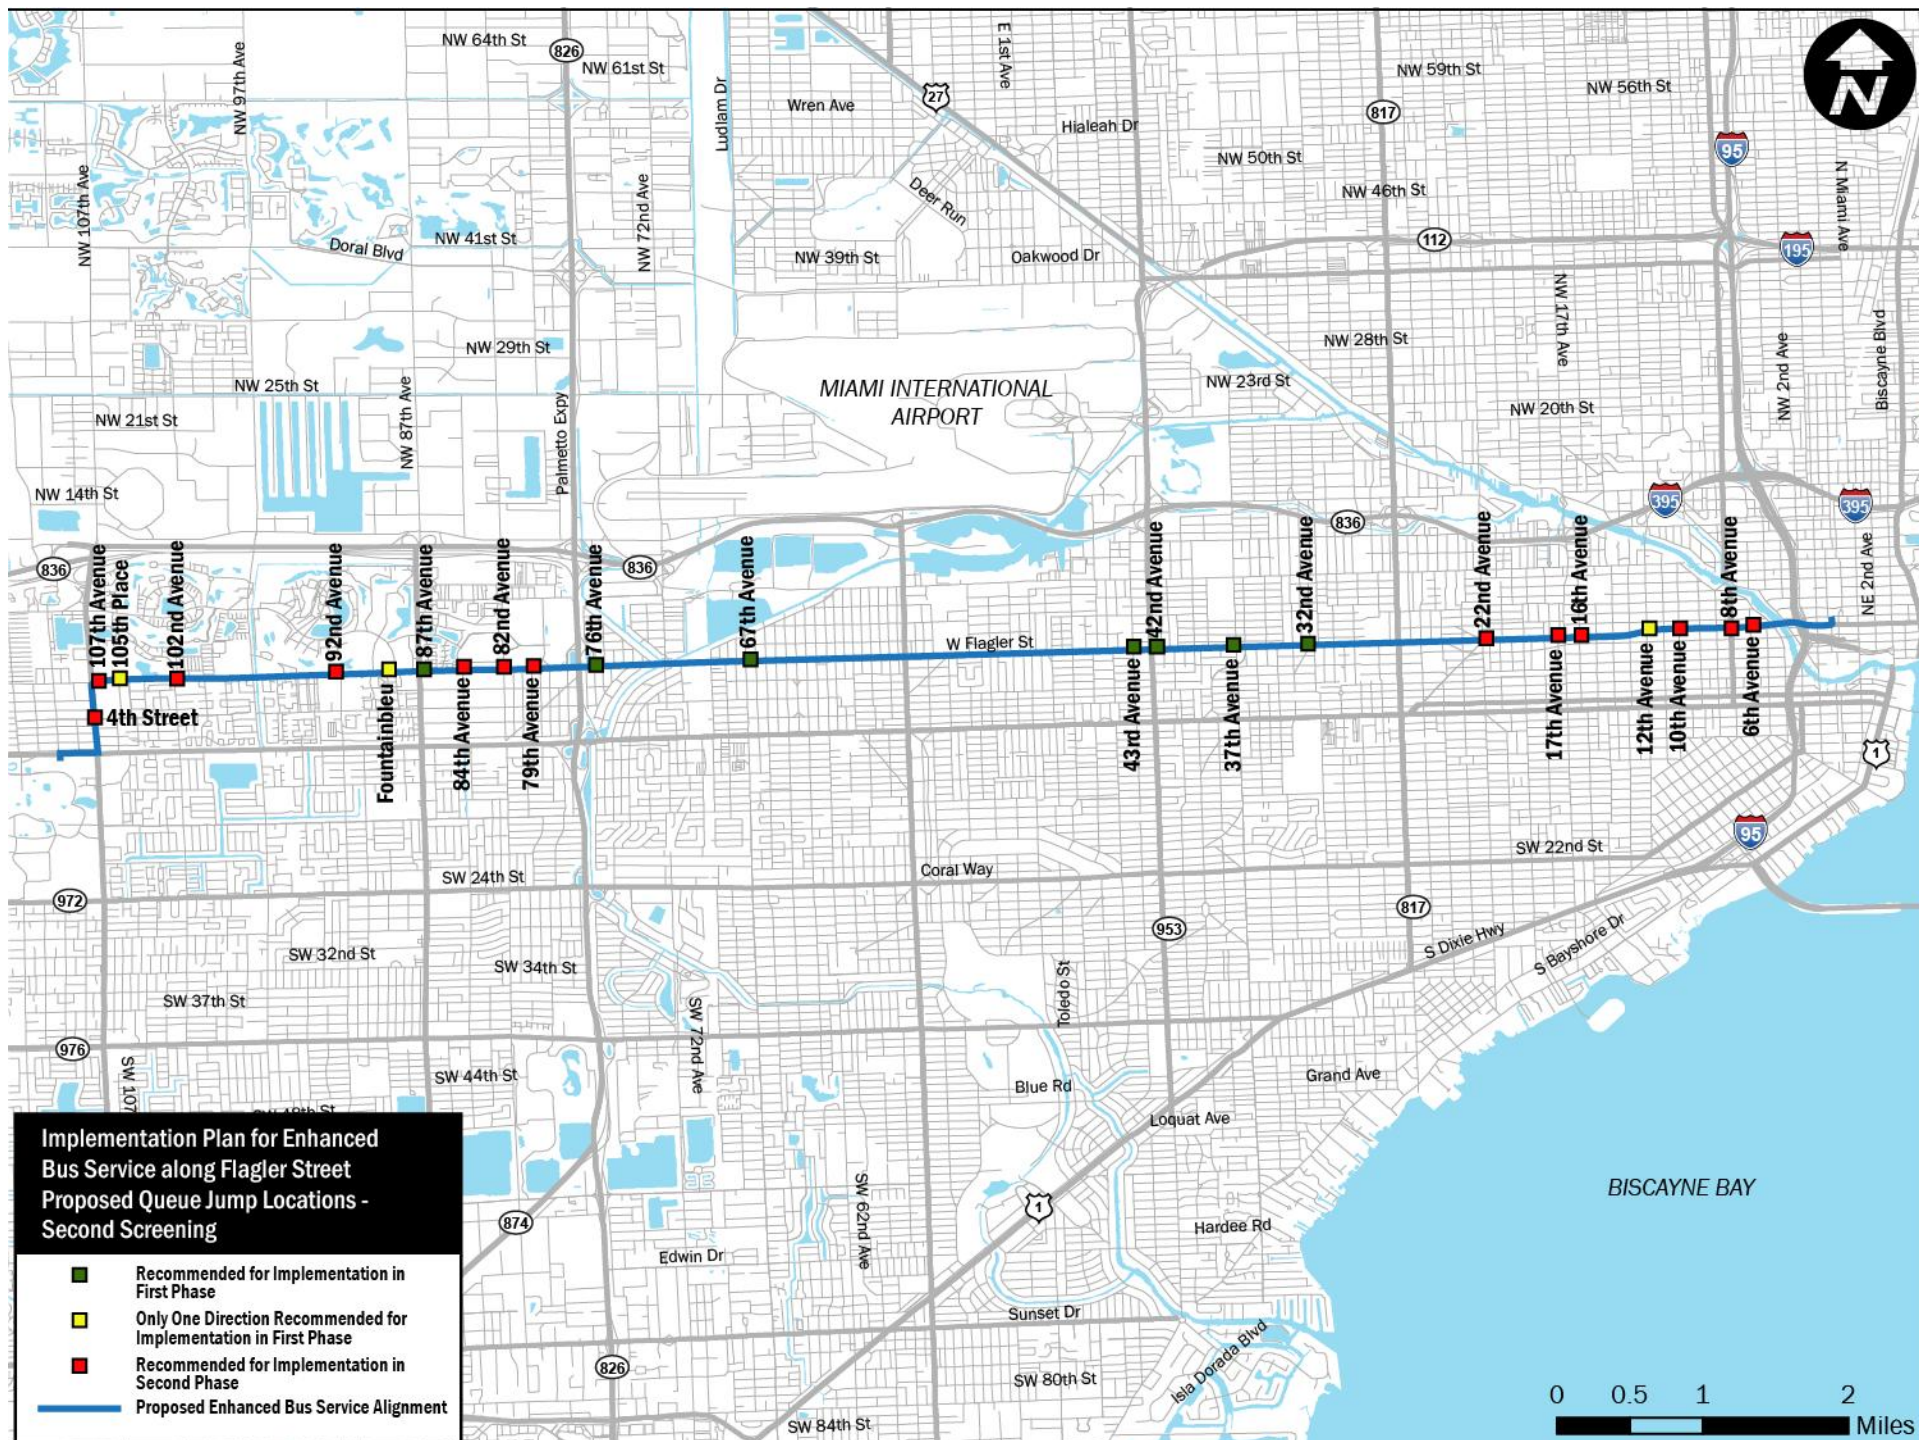 NW 64th St
826
NW 61st St
NW 97th Ave
Ludlam Dr
Wren Ave
27
E 1st Ave
Hialeah Dr
NW 59th St
817
NW 56th St
N
95
NW 50th St
NW 46th St
N Miami Ave
NW 107th Ave
NW 72nd Ave
Deer Run
Doral Blvd
NW 41st St
NW 39th St
Oakwood Dr
112
195
NW 17th Ave
NW 29th St
NW 28th St
NW 2nd Ave
Biscayne Blvd
NW 25th St
NW 87th Ave
Palmetto Expy
MIAMI INTERNATIONAL
AIRPORT
NW 23rd St
NW 20th St
NW 21st St
NW 14th St
395
395
836
836
836
NE 2nd Ave
107th Avenue
105th Place
102nd Avenue
92nd Avenue
87th Avenue
82nd Avenue
76th Avenue
67th Avenue
42nd Avenue
32nd Avenue
22nd Avenue
16th Avenue
8th Avenue
W Flagler St
4th Street
Fountainbleu
84th Avenue
79th Avenue
43rd Avenue
37th Avenue
17th Avenue
12th Avenue
10th Avenue
6th Avenue
1
95
SW 22nd St
Coral Way
SW 24th St
972
817
953
S Dixie Hwy
S Bayshore Dr
SW 32nd St
SW 34th St
SW 37th St
Toledo St
SW 72nd Ave
976
SW 107
SW 44th St
Blue Rd
Grand Ave
Loquat Ave
SW 48th St
SW 62nd Ave
BISCAYNE BAY
1
874
Hardee Rd
Edwin Dr
Sunset Dr
Isla Dorada Blvd
826
SW 80th St
SW 84th St
Implementation Plan for Enhanced
Bus Service along Flagler Street
Proposed Queue Jump Locations -
Second Screening
Recommended for Implementation in
First Phase
Only One Direction Recommended for
Implementation in First Phase
Recommended for Implementation in
Second Phase
Proposed Enhanced Bus Service Alignment
0 0.5 1 2
Miles